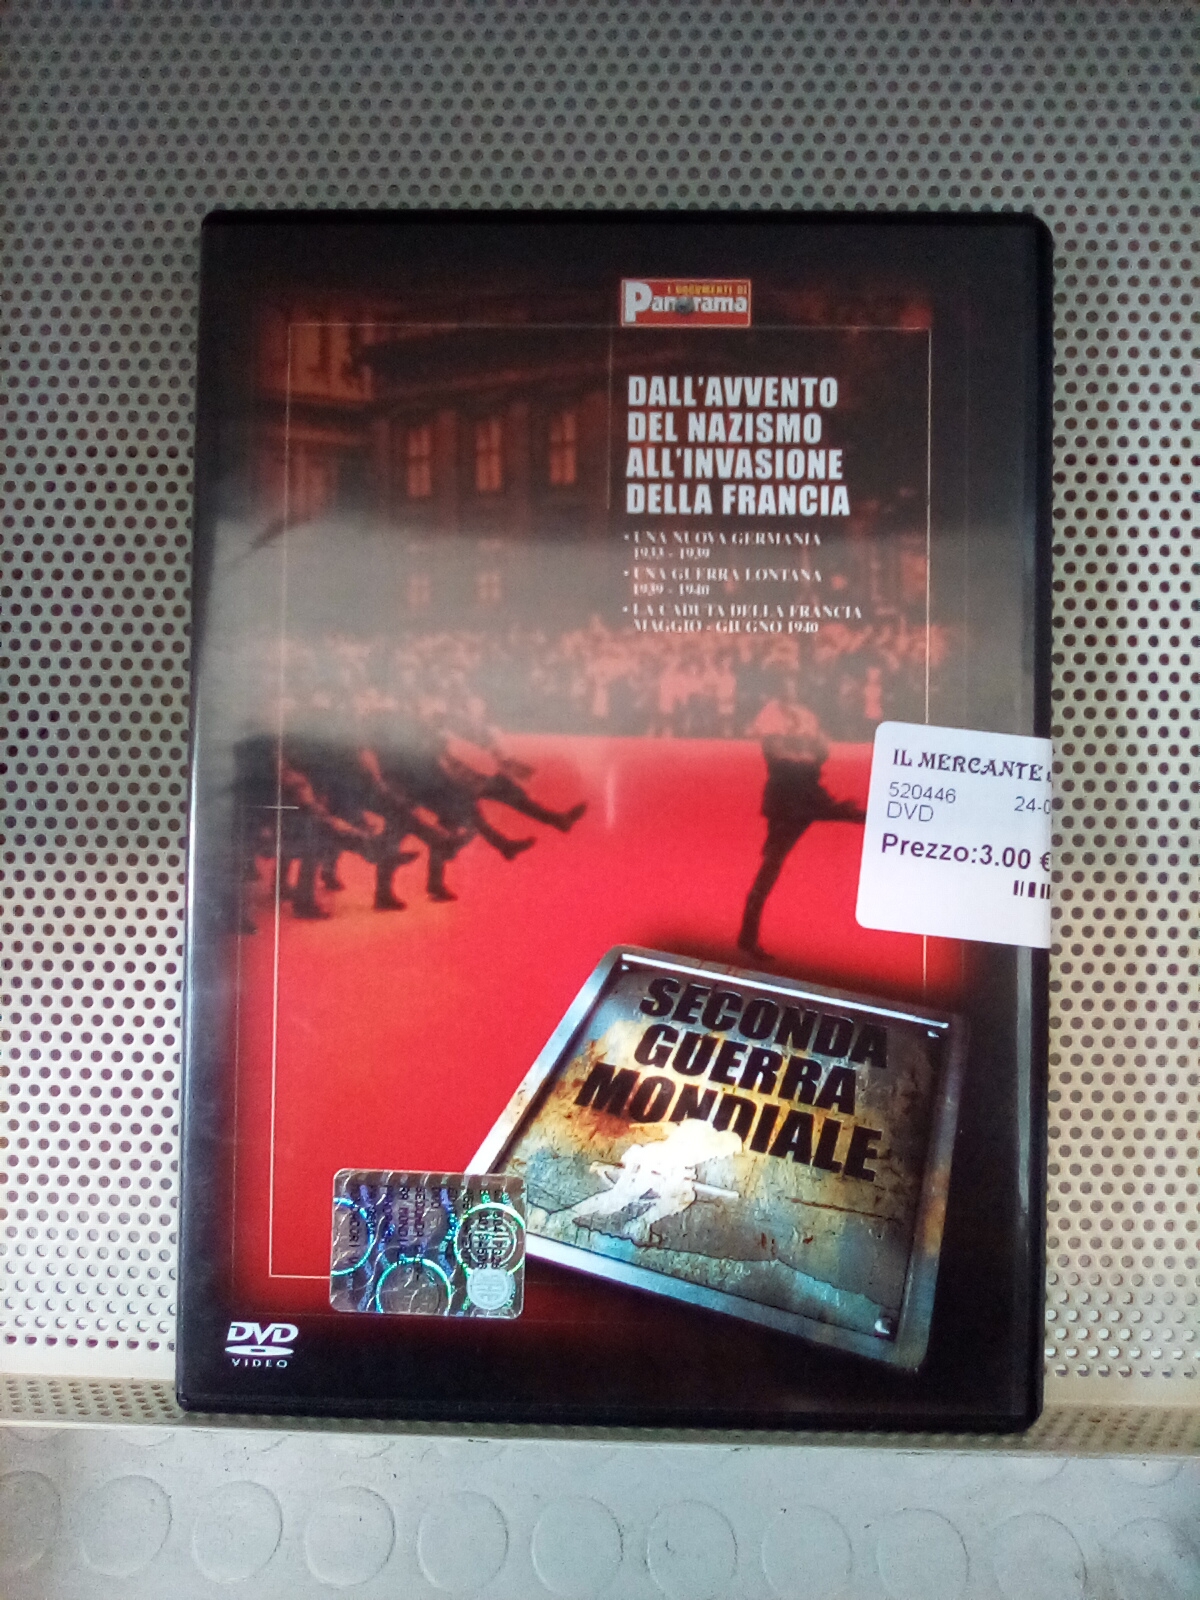 I DOCUMENTI DI
Panorama
DALL'AVVENTO
DEL NAZISMO
ALL'INVASIONE
DELLA FRANCIA
• UNA NUOVA GERMANIA
1933 - 1939
• UNA GUERRA LONTANA
1939 - 1940
• LA CADUTA DELLA FRANCIA
MAGGIO - GIUGNO 1940
IL MERCANTE
520446 24-0
DVD
Prezzo:3.00 €
SECONDA
GUERRA
MONDIALE
DVD
VIDEO